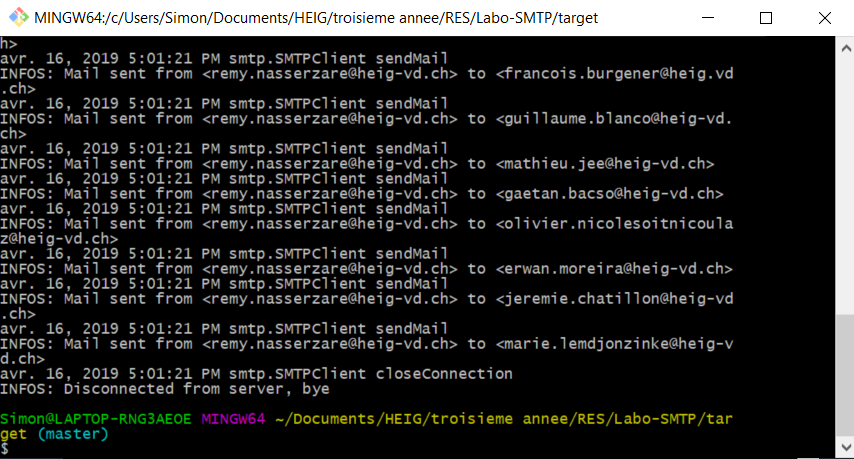 MINGW64:/c/Users/Simon/Documents/HEIG/troisieme annee/RES/Labo-SMTP/target
h>
avr. 16, 2019 5:01:21 PM smtp.SMTPClient sendMail
INFOS: Mail sent from <remy.nasserzare@heig-vd.ch> to <francois.burgener@heig.vd
.ch>
avr. 16, 2019 5:01:21 PM smtp.SMTPClient sendMail
INFOS: Mail sent from <remy.nasserzare@heig-vd.ch> to <guillaume.blanco@heig-vd.
ch>
avr. 16, 2019 5:01:21 PM smtp.SMTPClient sendMail
INFOS: Mail sent from <remy.nasserzare@heig-vd.ch> to <mathieu.jee@heig-vd.ch>
avr. 16, 2019 5:01:21 PM smtp.SMTPClient sendMail
INFOS: Mail sent from <remy.nasserzare@heig-vd.ch> to <gaetan.bacso@heig-vd.ch>
avr. 16, 2019 5:01:21 PM smtp.SMTPClient sendMail
INFOS: Mail sent from <remy.nasserzare@heig-vd.ch> to <olivier.nicolesoitnicoula
z@heig-vd.ch>
avr. 16, 2019 5:01:21 PM smtp.SMTPClient sendMail
INFOS: Mail sent from <remy.nasserzare@heig-vd.ch> to <erwan.moreira@heig-vd.ch>
avr. 16, 2019 5:01:21 PM smtp.SMTPClient sendMail
INFOS: Mail sent from <remy.nasserzare@heig-vd.ch> to <jeremie.chatillon@heig-vd
.ch>
avr. 16, 2019 5:01:21 PM smtp.SMTPClient sendMail
INFOS: Mail sent from <remy.nasserzare@heig-vd.ch> to <marie.lemdjonzinke@heig-v
d.ch>
avr. 16, 2019 5:01:21 PM smtp.SMTPClient closeConnection
INFOS: Disconnected from server, bye
Simon@LAPTOP-RNG3AEOE MINGW64 ~/Documents/HEIG/troisieme annee/RES/Labo-SMTP/tar
get (master)
$